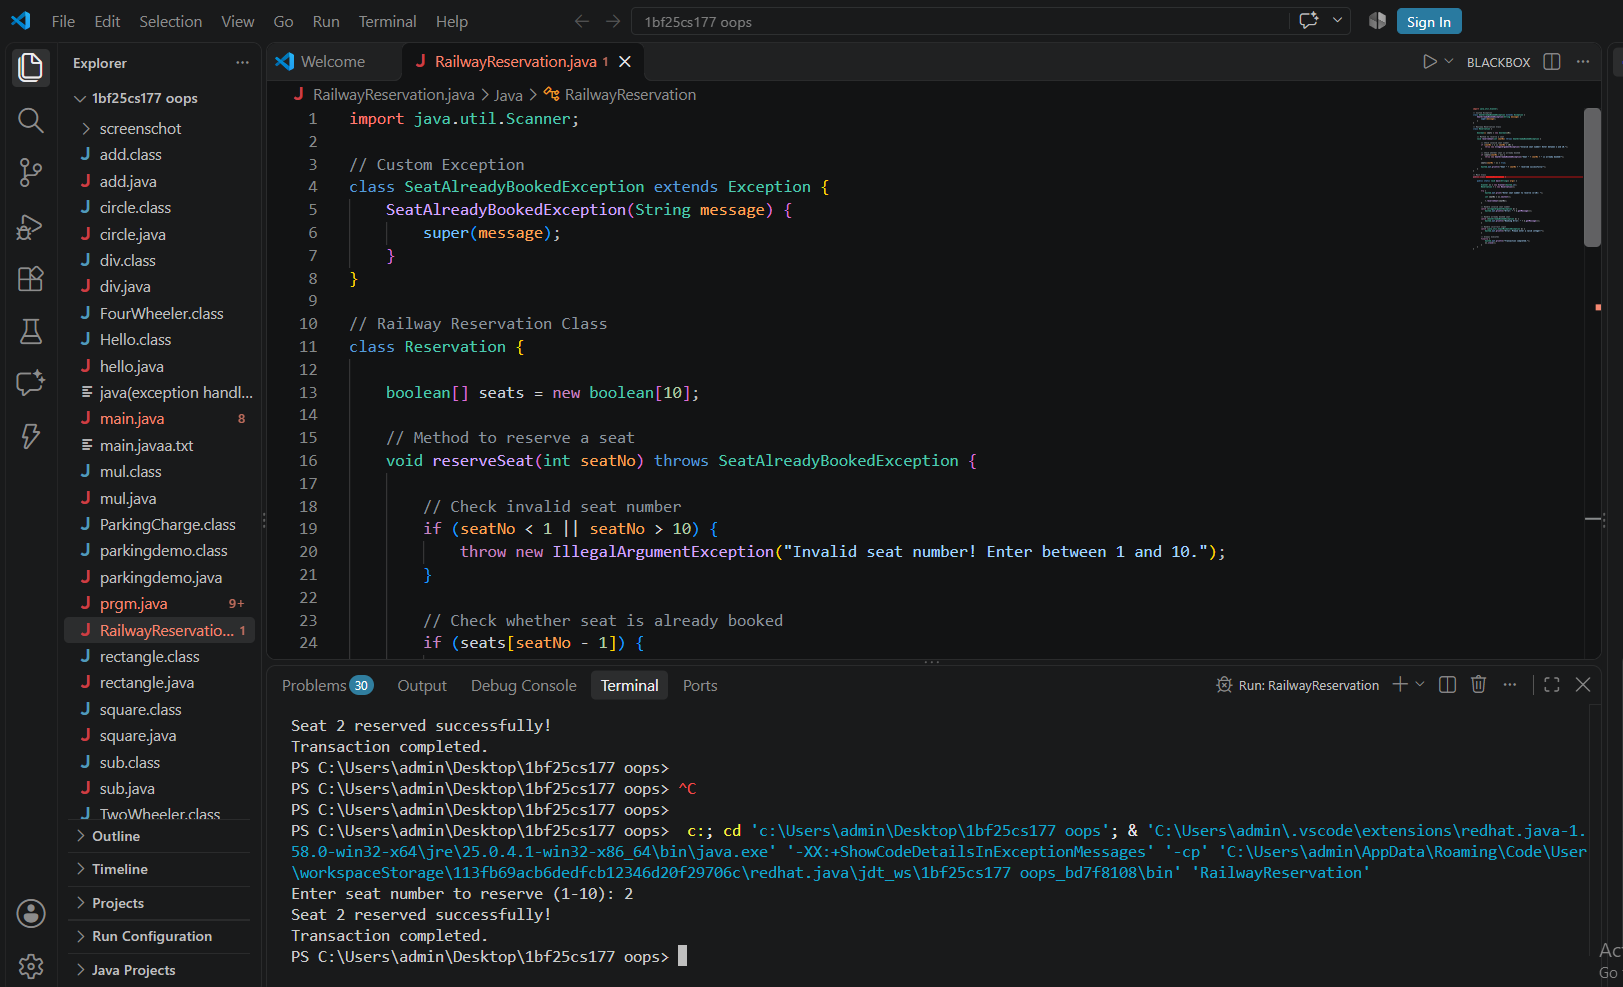 File Edit Selection View Go Run Terminal Help
1bf25cs177 oops
Sign In
Explorer
1bf25cs177 oops
screenschot
add.class
add.java
circle.class
circle.java
div.class
div.java
FourWheeler.class
Hello.class
hello.java
java(exception handl...
main.java 8
main.javaa.txt
mul.class
mul.java
ParkingCharge.class
parkingdemo.class
parkingdemo.java
prgm.java 9+
RailwayReservatio... 1
rectangle.class
rectangle.java
square.class
square.java
sub.class
sub.java
TwoWheeler.class
Outline
Timeline
Projects
Run Configuration
Java Projects
Welcome
RailwayReservation.java 1
BLACKBOX
RailwayReservation.java > Java > RailwayReservation
1 import java.util.Scanner;
2
3 // Custom Exception
4 class SeatAlreadyBookedException extends Exception {
5 SeatAlreadyBookedException(String message) {
6 super(message);
7 }
8 }
9
10 // Railway Reservation Class
11 class Reservation {
12
13 boolean[] seats = new boolean[10];
14
15 // Method to reserve a seat
16 void reserveSeat(int seatNo) throws SeatAlreadyBookedException {
17
18 // Check invalid seat number
19 if (seatNo < 1 || seatNo > 10) {
20 throw new IllegalArgumentException("Invalid seat number! Enter between 1 and 10.");
21 }
22
23 // Check whether seat is already booked
24 if (seats[seatNo - 1]) {
Problems 30 Output Debug Console Terminal Ports
Run: RailwayReservation
Seat 2 reserved successfully!
Transaction completed.
PS C:\Users\admin\Desktop\1bf25cs177 oops>
PS C:\Users\admin\Desktop\1bf25cs177 oops> ^C
PS C:\Users\admin\Desktop\1bf25cs177 oops>
PS C:\Users\admin\Desktop\1bf25cs177 oops> c:; cd 'c:\Users\admin\Desktop\1bf25cs177 oops'; & 'C:\Users\admin\.vscode\extensions\redhat.java-1.
58.0-win32-x64\jre\25.0.4.1-win32-x86_64\bin\java.exe' '-XX:+ShowCodeDetailsInExceptionMessages' '-cp' 'C:\Users\admin\AppData\Roaming\Code\User
\workspaceStorage\113fb69acb6dedfcb12346d20f29706c\redhat.java\jdt_ws\1bf25cs177 oops_bd7f8108\bin' 'RailwayReservation'
Enter seat number to reserve (1-10): 2
Seat 2 reserved successfully!
Transaction completed.
PS C:\Users\admin\Desktop\1bf25cs177 oops>
Ac
Go